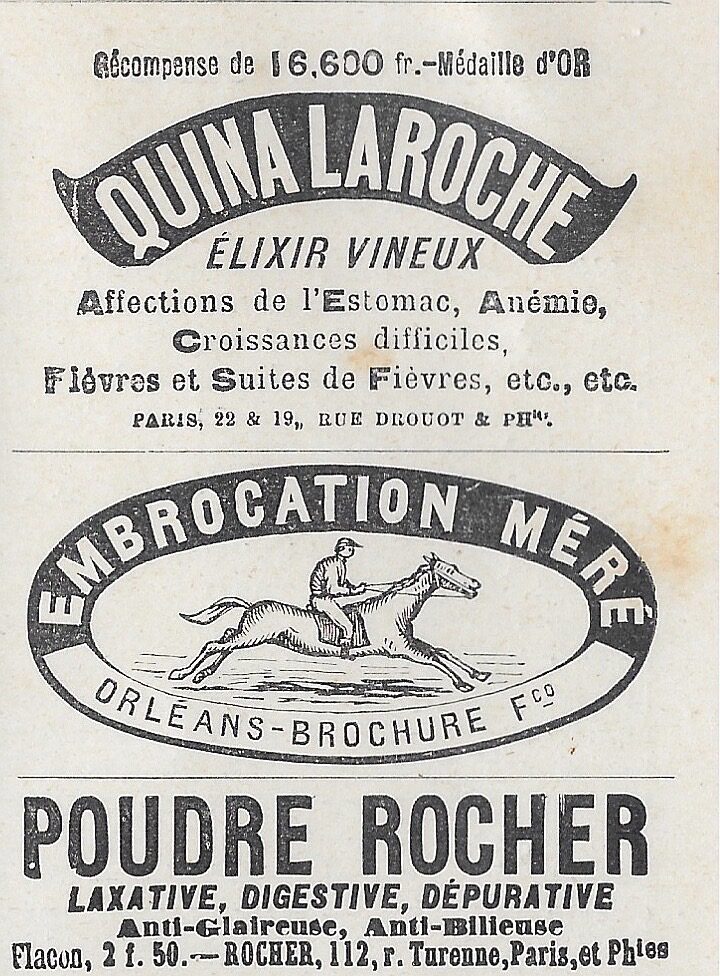 Récompense de 16,600 fr.-Médaille d'OR
QUINA LAROCHE
ÉLIXIR VINEUX
Affections de l'Estomac, Anémie,
Croissances difficiles,
Fièvres et Suites de Fièvres, etc., etc.
PARIS, 22 & 19,, RUE DROUOT & PHies.
EMBROCATION MÉRÉ
ORLÉANS-BROCHURE Fco
POUDRE ROCHER
LAXATIVE, DIGESTIVE, DÉPURATIVE
Anti-Glaireuse, Anti-Bilieuse
Flacon, 2 f. 50.—ROCHER, 112, r. Turenne, Paris, et Phies